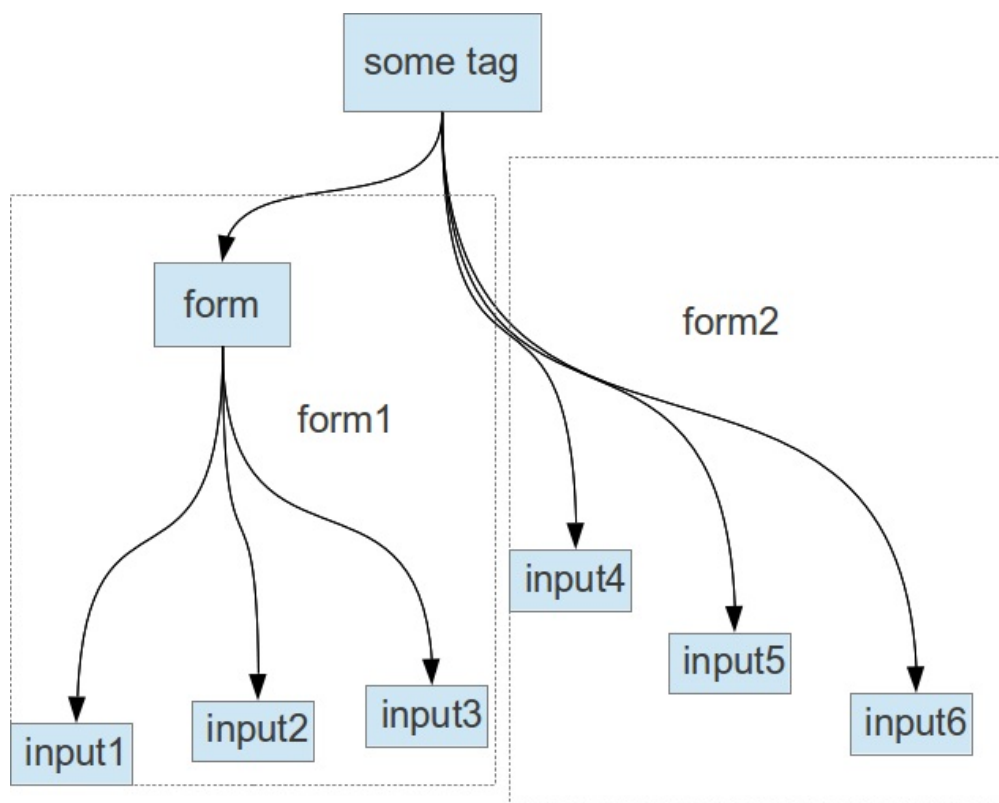 some tag
form
form2
form1
input4
input5
input3
input6
input2
input1